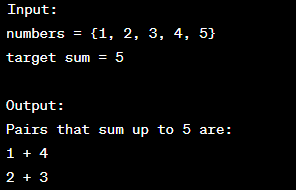 Input:
numbers = {1, 2, 3, 4, 5}
target sum = 5
Output:
Pairs that sum up to 5 are:
1 + 4
2 + 3